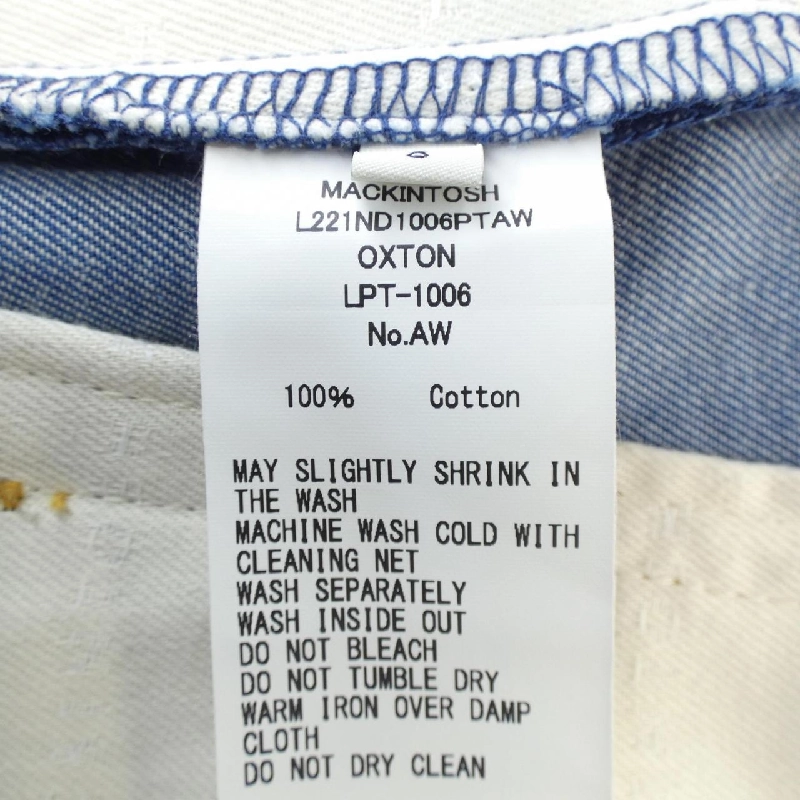 MACKINTOSH
L221ND1006PTAW
OXTON
LPT-1006
No.AW
100% Cotton
MAY SLIGHTLY SHRINK IN
THE WASH
MACHINE WASH COLD WITH
CLEANING NET
WASH SEPARATELY
WASH INSIDE OUT
DO NOT BLEACH
DO NOT TUMBLE DRY
WARM IRON OVER DAMP
CLOTH
DO NOT DRY CLEAN